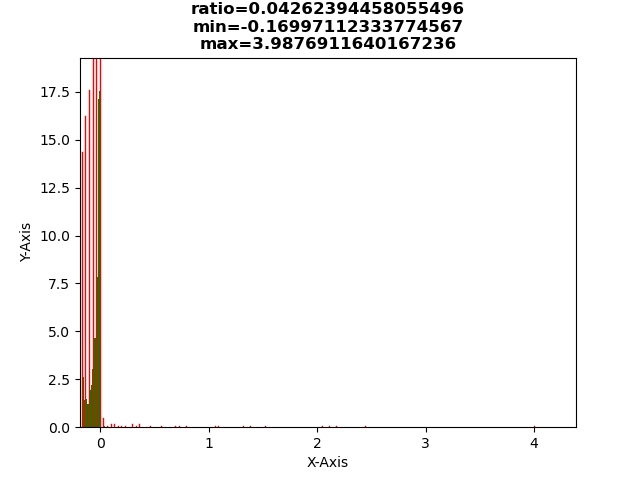 ratio=0.04262394458055496
min=-0.16997112333774567
max=3.9876911640167236
17.5
15.0
12.5
10.0
7.5
5.0
2.5
0.0
Y-Axis
0 1 2 3 4
X-Axis